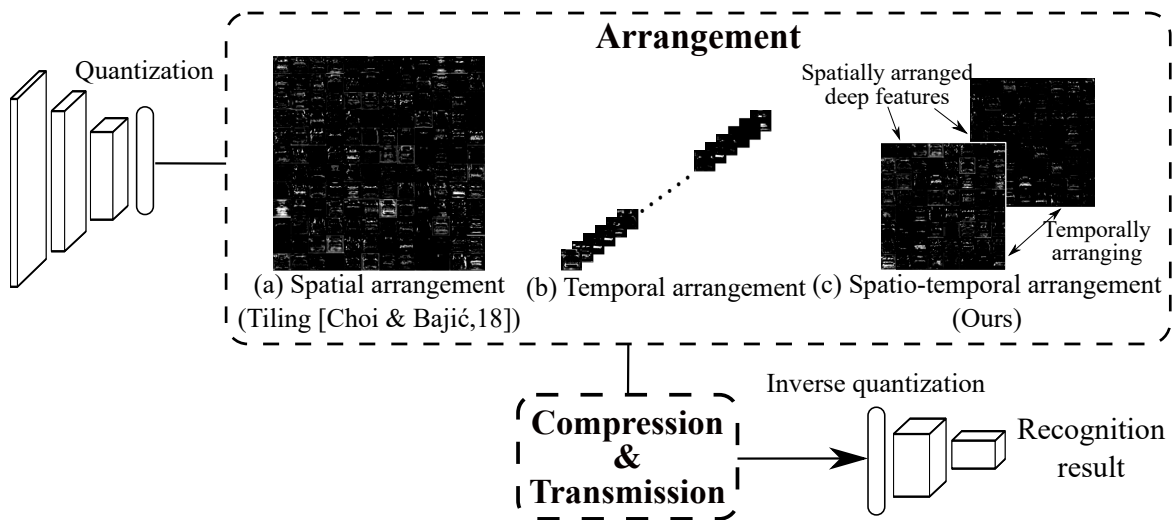 Arrangement
Quantization
Spatially arranged
deep features
Temporally
arranging
(a) Spatial arrangement
(Tiling [Choi & Bajić,18])
(b) Temporal arrangement
(c) Spatio-temporal arrangement
(Ours)
Compression
&
Transmission
Inverse quantization
Recognition
result